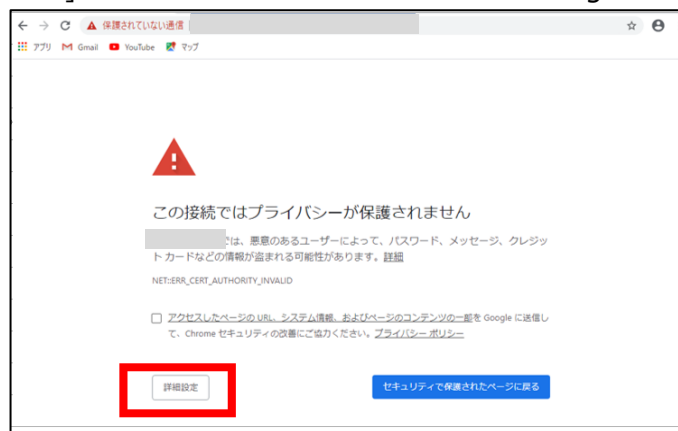 保護されていない通信
アプリ Gmail YouTube マップ
この接続ではプライバシーが保護されません
では、悪意のあるユーザーによって、パスワード、メッセージ、クレジッ
ト カードなどの情報が盗まれる可能性があります。詳細
NET::ERR_CERT_AUTHORITY_INVALID
アクセスしたページの URL、システム情報、およびページのコンテンツの一部を Google に送信し
て、Chrome セキュリティの改善にご協力ください。プライバシー ポリシー
詳細設定 セキュリティで保護されたページに戻る